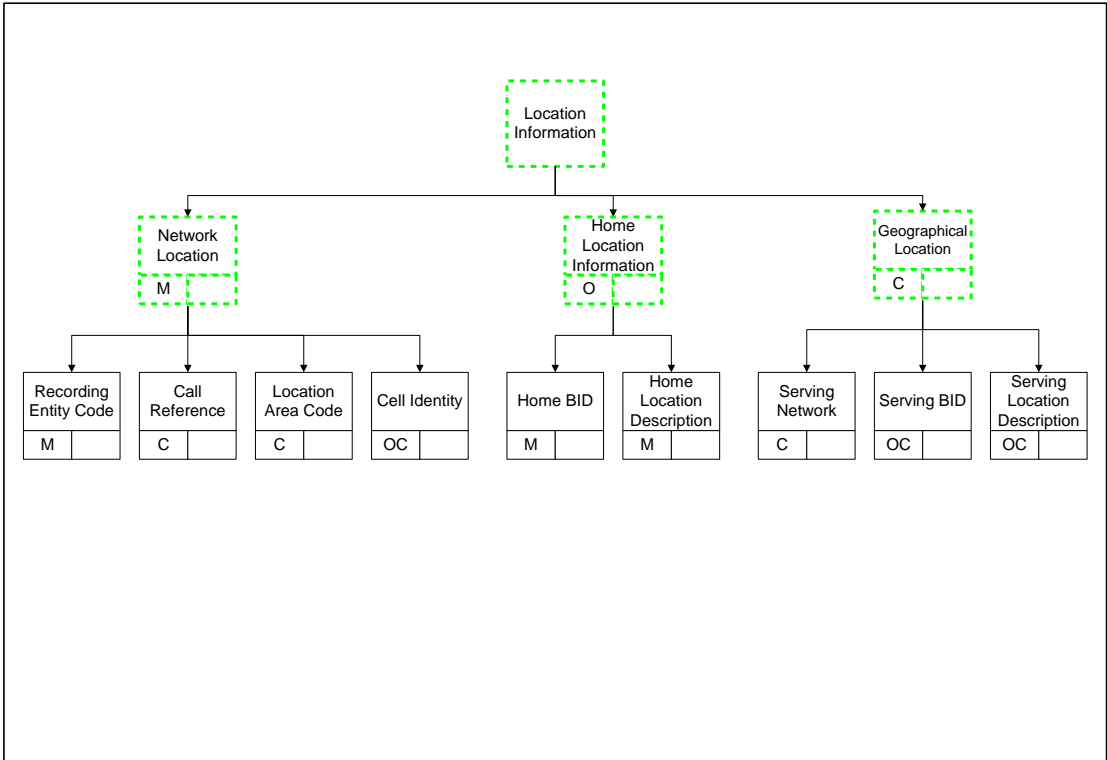 Location
Information
Network
Location
M
Home
Location
Information
O
Geographical
Location
C
Recording
Entity Code
M
Call
Reference
C
Location
Area Code
C
Cell Identity
OC
Home BID
M
Home
Location
Description
M
Serving
Network
C
Serving BID
OC
Serving
Location
Description
OC